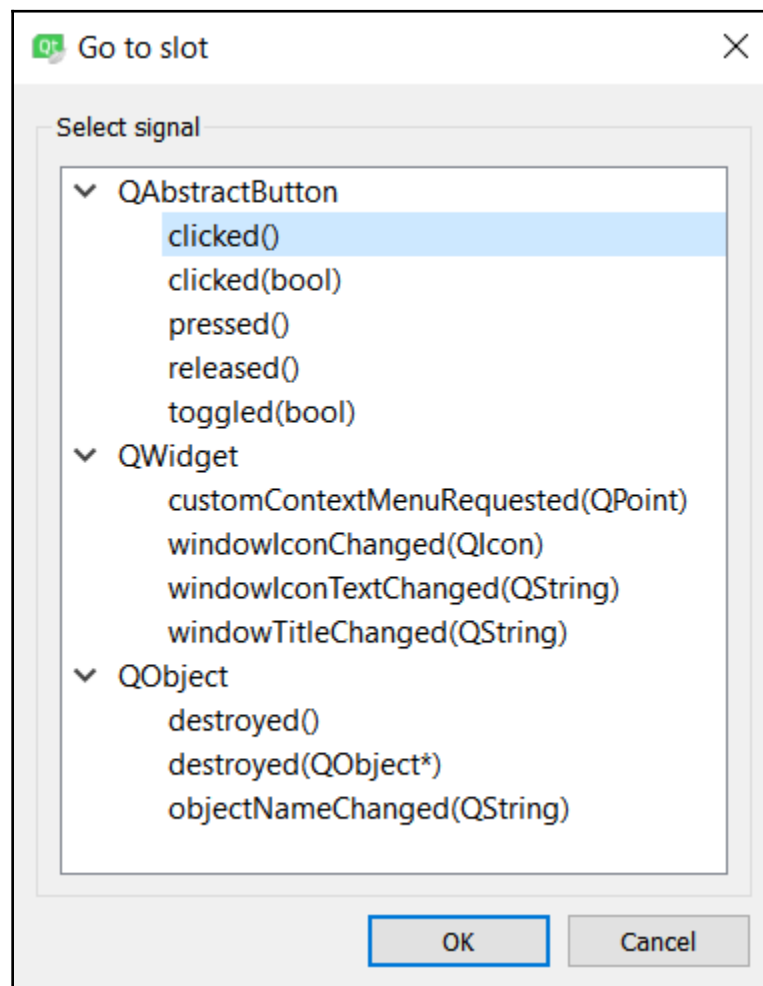 Qt Go to slot
Select signal
QAbstractButton
clicked()
clicked(bool)
pressed()
released()
toggled(bool)
QWidget
customContextMenuRequested(QPoint)
windowIconChanged(QIcon)
windowIconTextChanged(QString)
windowTitleChanged(QString)
QObject
destroyed()
destroyed(QObject*)
objectNameChanged(QString)
OK Cancel